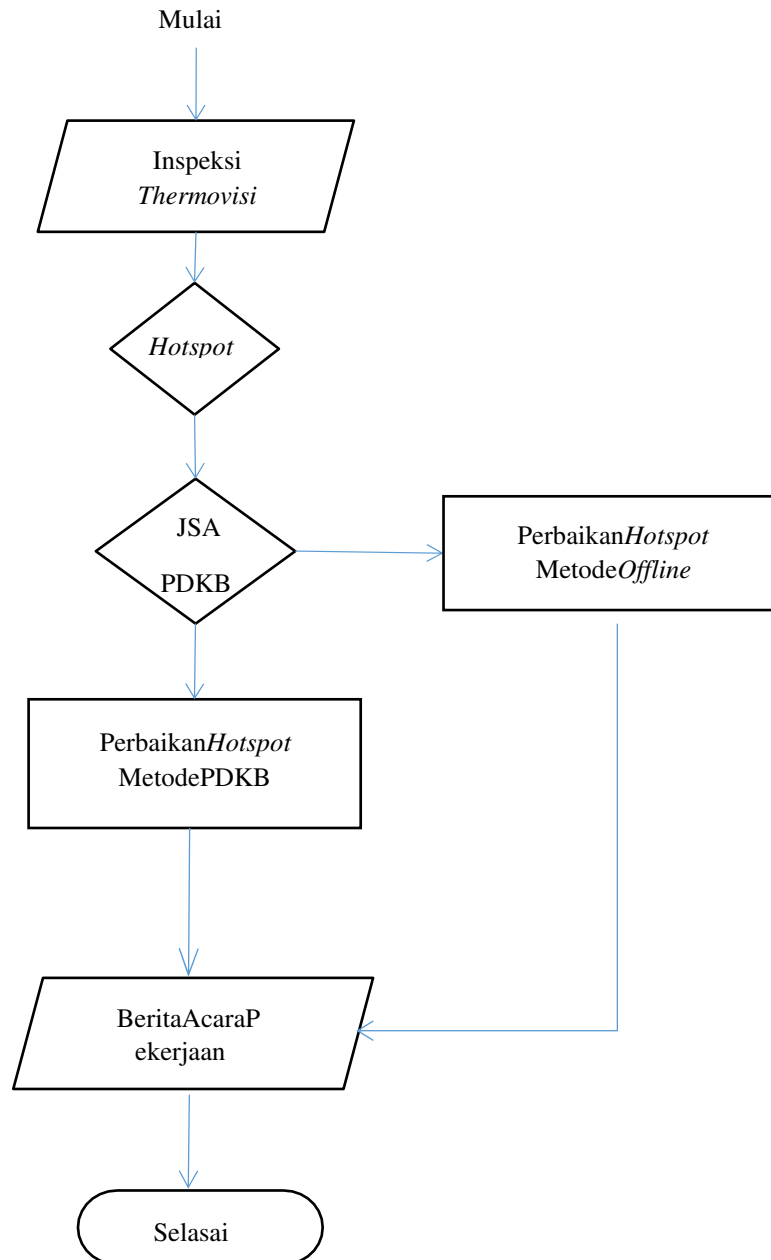 Mulai
Inspeksi
Thermovisi
Hotspot
JSA
PDKB
PerbaikanHotspot
MetodeOffline
PerbaikanHotspot
MetodePDKB
BeritaAcaraP
ekerjaan
Selasai